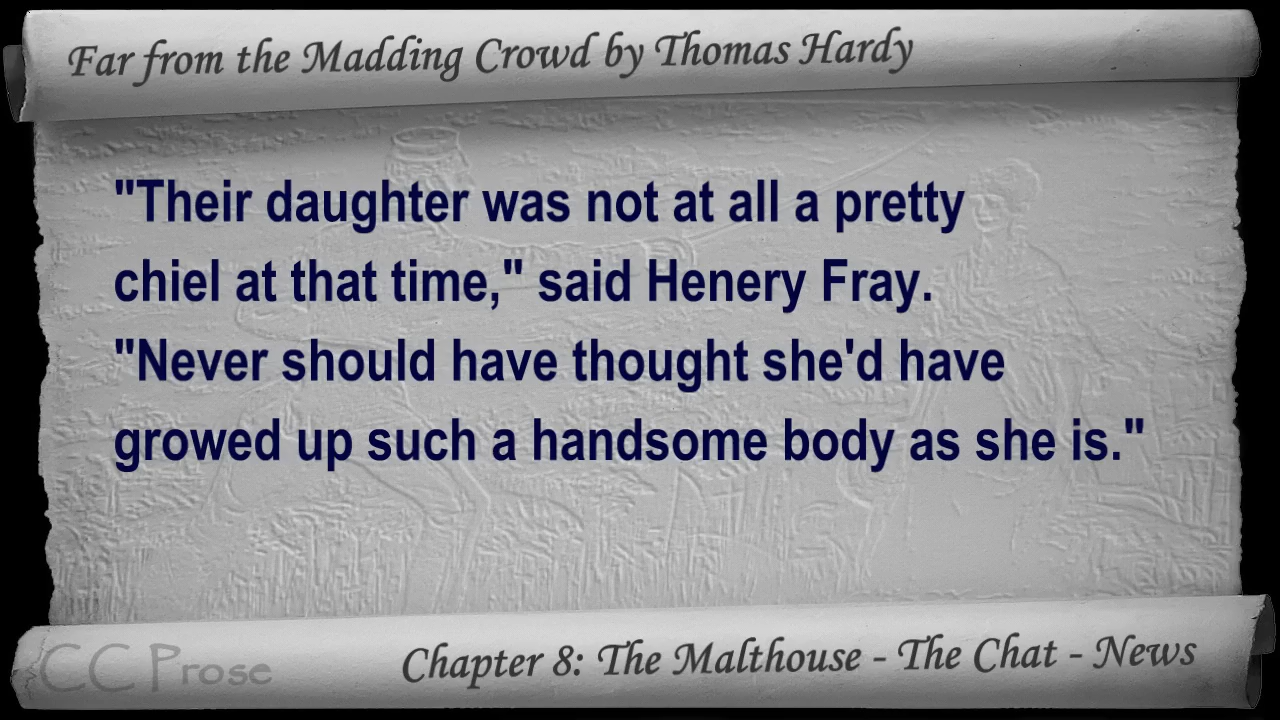 Far from the Madding Crowd by Thomas Hardy
"Their daughter was not at all a pretty
chiel at that time," said Henery Fray.
"Never should have thought she'd have
growed up such a handsome body as she is."
CC Prose
Chapter 8: The Malthouse - The Chat - News